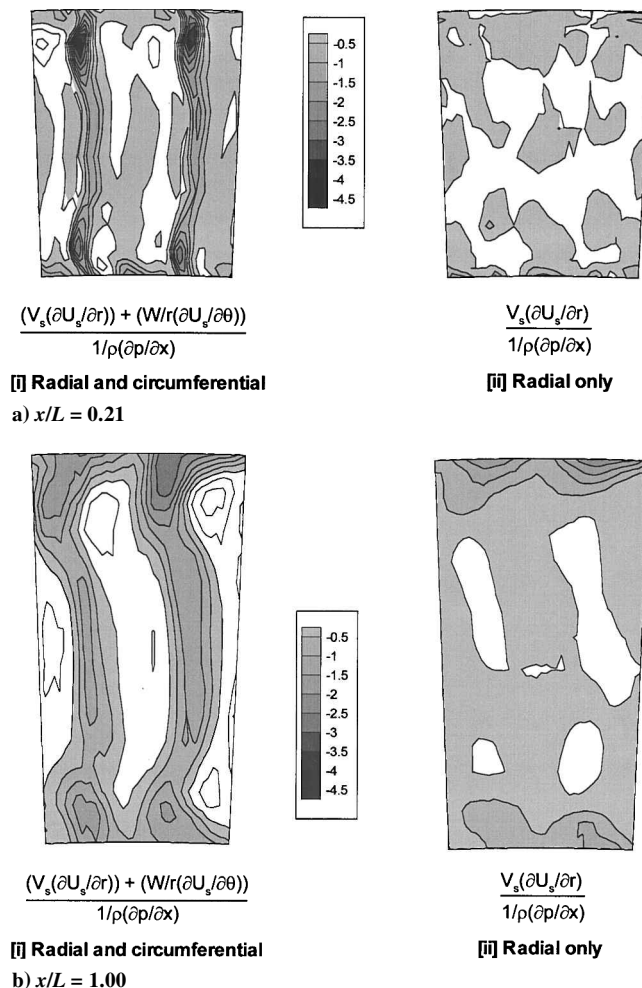 -0.5
-1
-1.5
-2
-2.5
-3
-3.5
-4
-4.5
(Vₛ(∂Uₛ/∂r)) + (W/r(∂Uₛ/∂θ))
1/ρ(∂p/∂x)
Vₛ(∂Uₛ/∂r)
1/ρ(∂p/∂x)
[i] Radial and circumferential
[ii] Radial only
a) x/L = 0.21
-0.5
-1
-1.5
-2
-2.5
-3
-3.5
-4
-4.5
(Vₛ(∂Uₛ/∂r)) + (W/r(∂Uₛ/∂θ))
1/ρ(∂p/∂x)
Vₛ(∂Uₛ/∂r)
1/ρ(∂p/∂x)
[i] Radial and circumferential
[ii] Radial only
b) x/L = 1.00